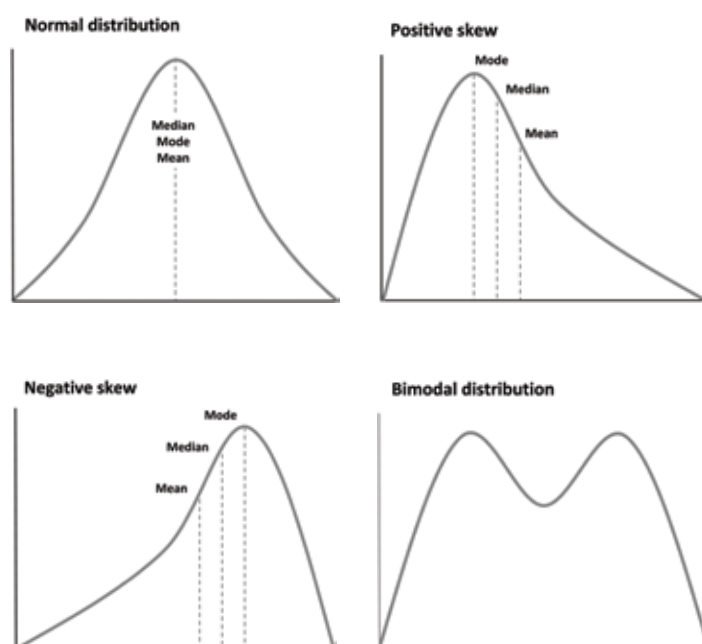 Normal distribution
Median
Mode
Mean
Positive skew
Mode
Median
Mean
Negative skew
Mode
Median
Mean
Bimodal distribution